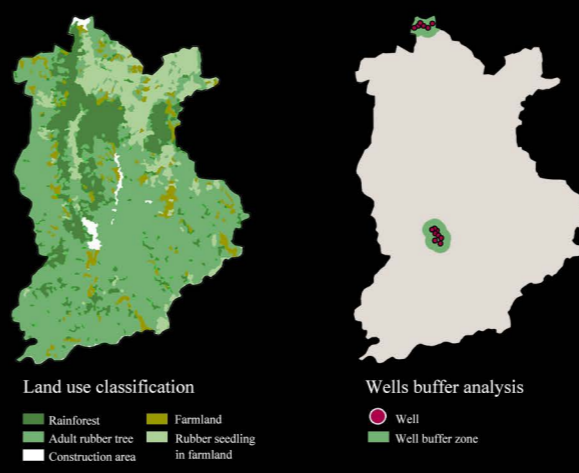 Land use classification
Rainforest
Farmland
Adult rubber tree
Rubber seedling
in farmland
Construction area
Wells buffer analysis
Well
Well buffer zone